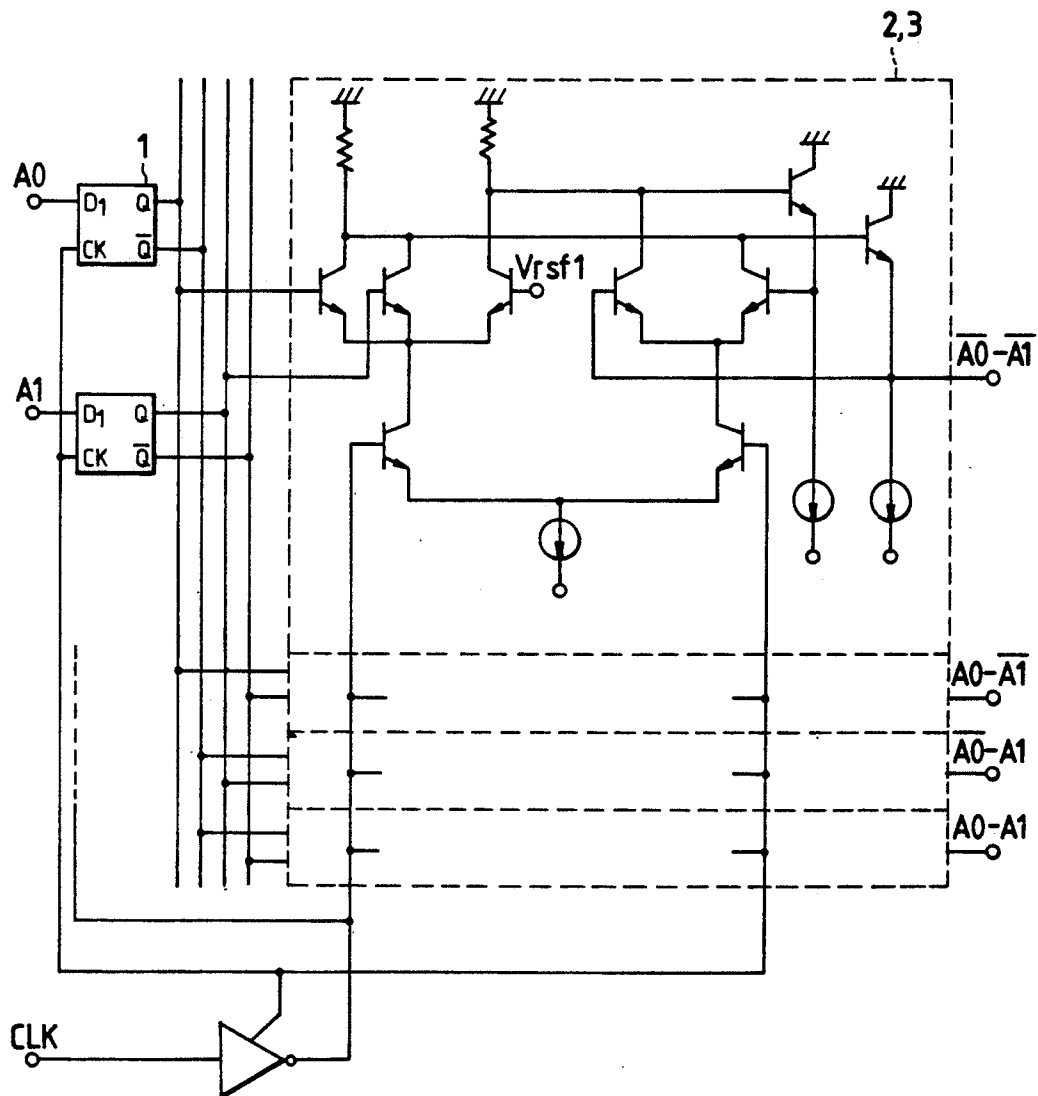 2,3
1
A0
D1 Q
CK Q̅
Vrsf1
A̅0̅-A̅1̅
A1
D1 Q
CK Q̅
A0-A̅1̅
A̅0̅-A1
A0-A1
CLK